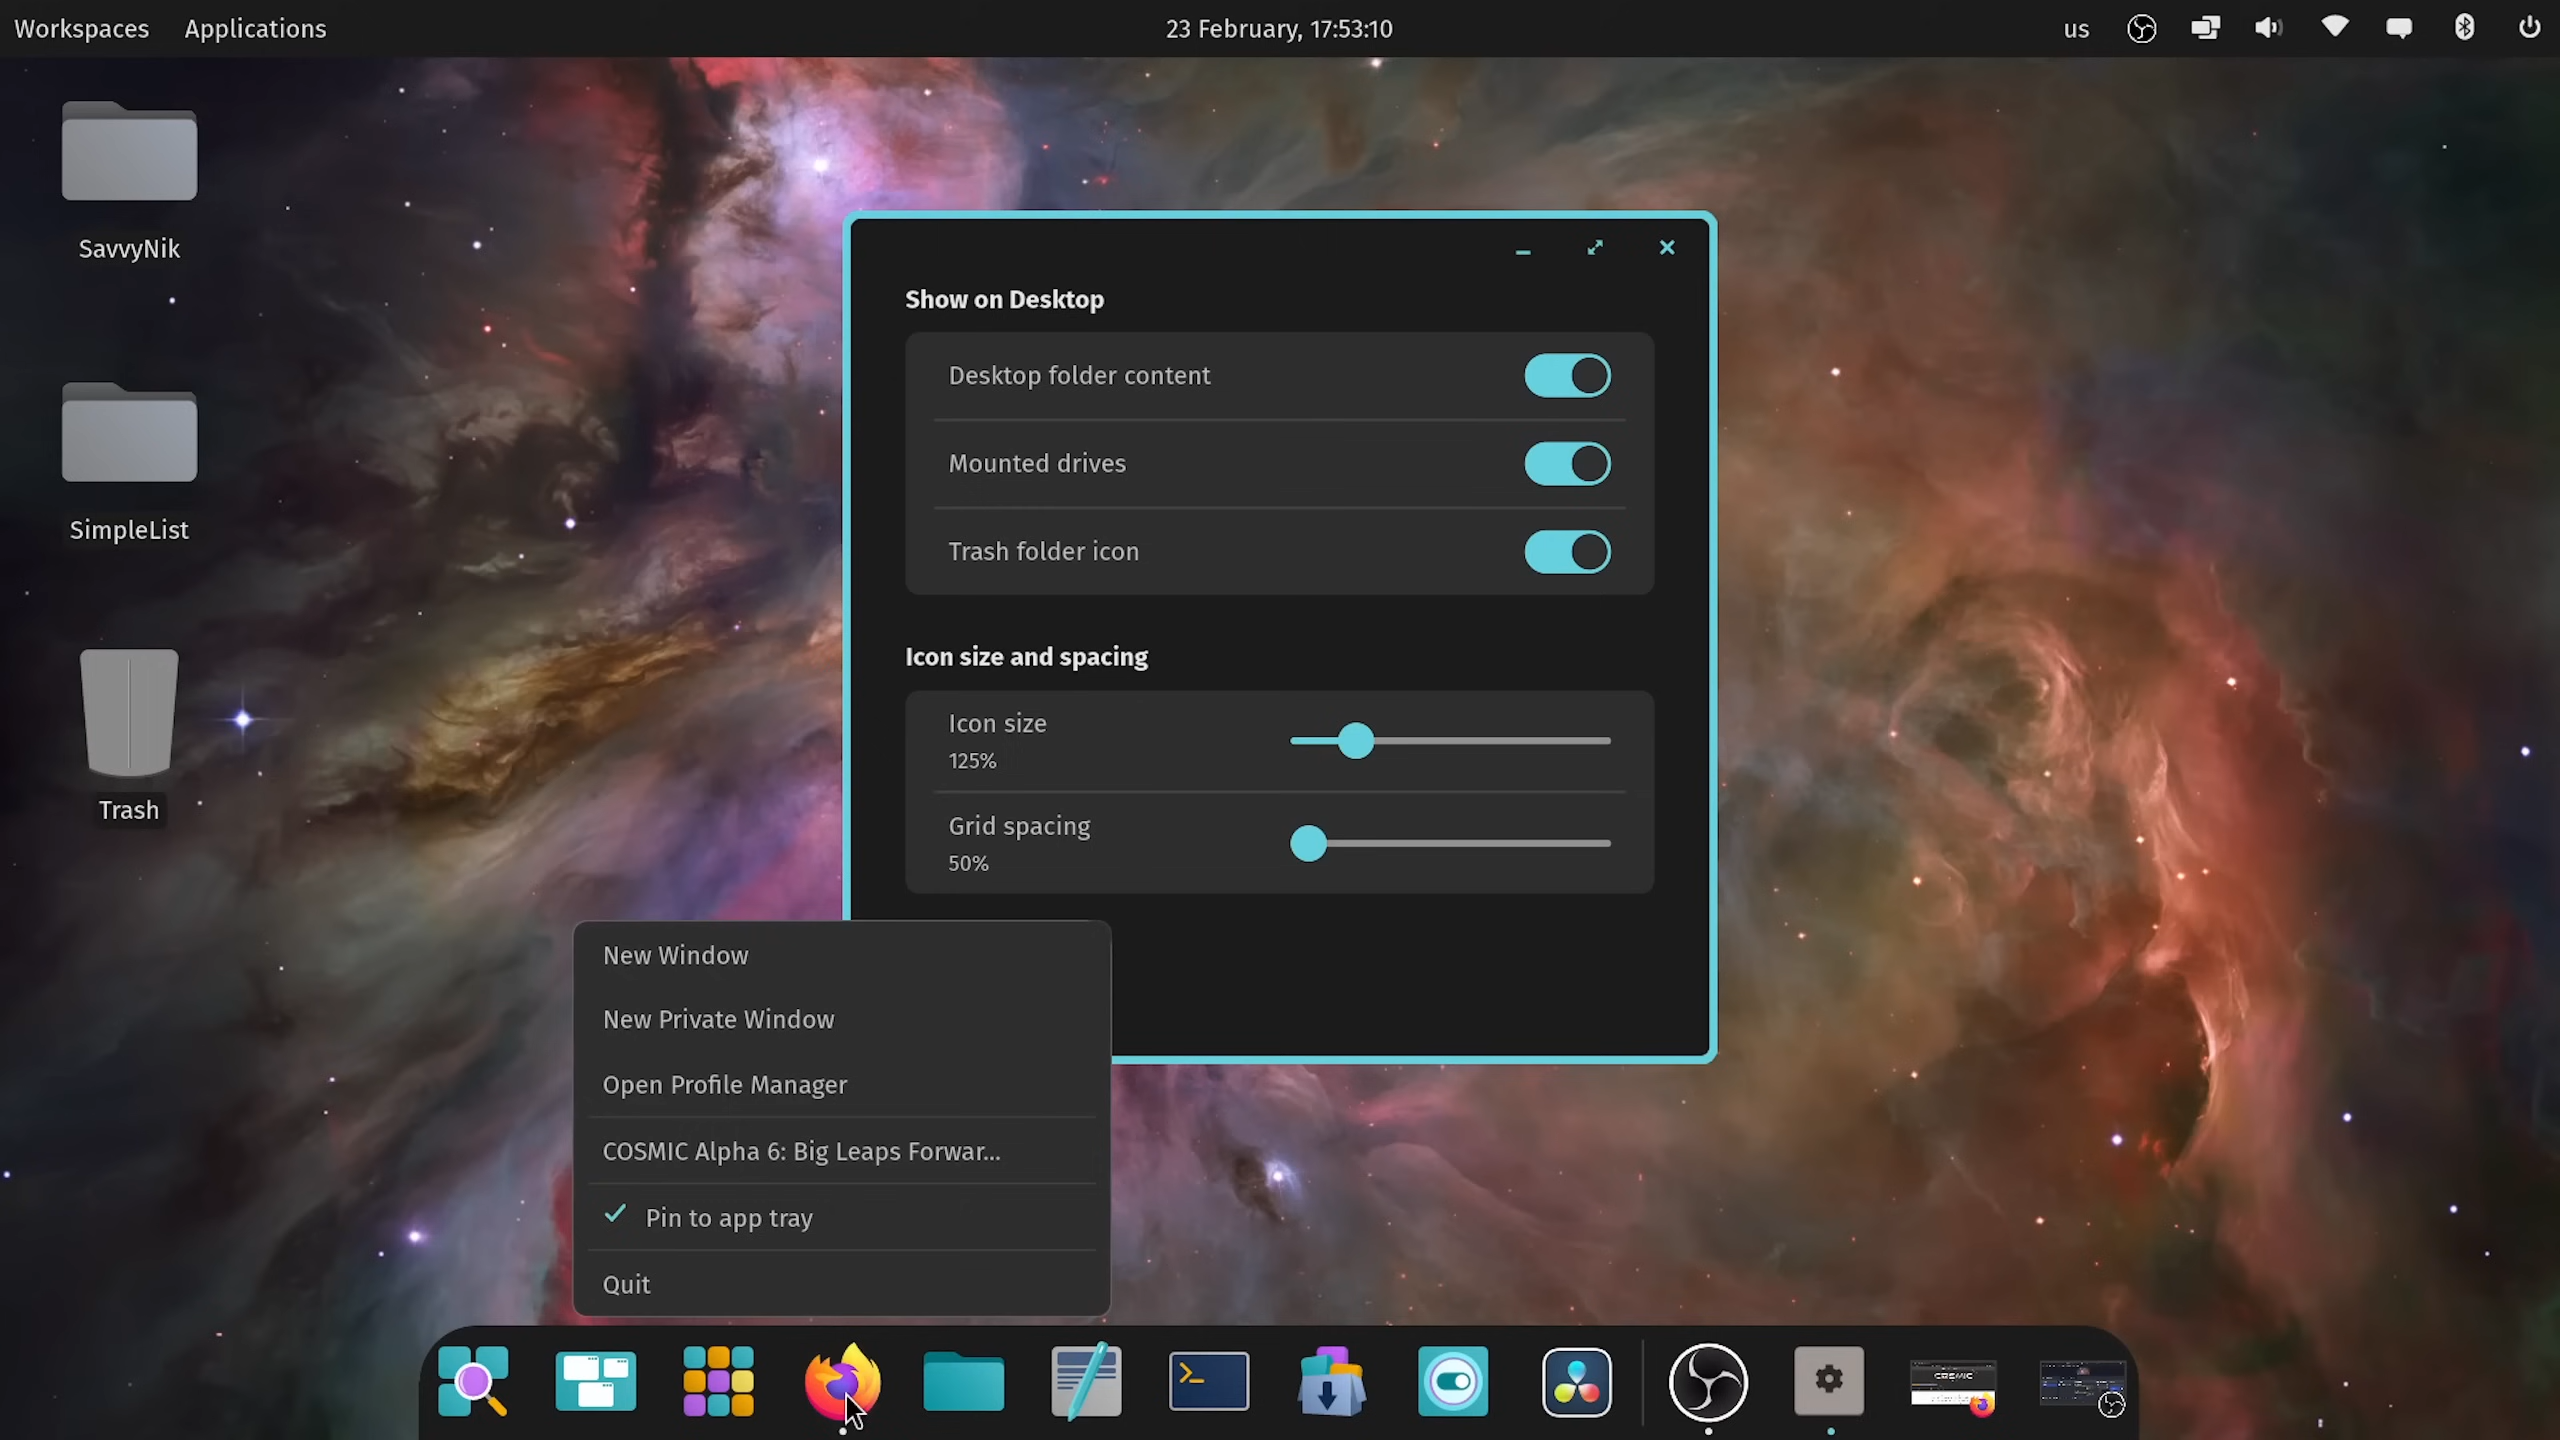 Workspaces Applications 23 February, 17:53:10 us
SavvyNik
SimpleList
Trash
Show on Desktop
Desktop folder content
Mounted drives
Trash folder icon
Icon size and spacing
Icon size
125%
Grid spacing
50%
New Window
New Private Window
Open Profile Manager
COSMIC Alpha 6: Big Leaps Forwar...
Pin to app tray
Quit
COSMIC